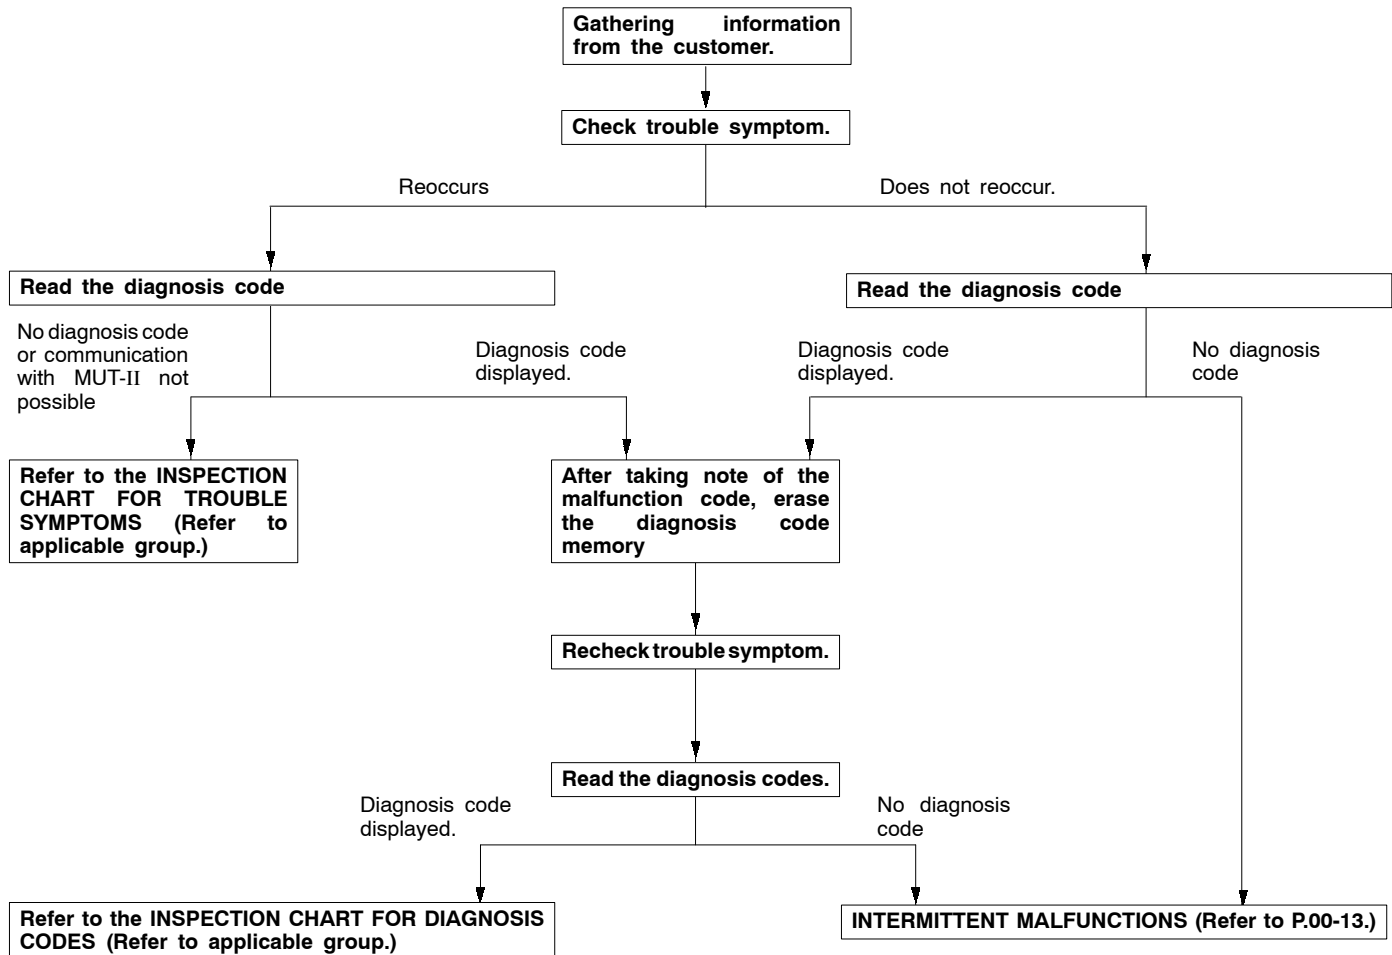 Gathering information
from the customer.
Check trouble symptom.
Reoccurs
Does not reoccur.
Read the diagnosis code
Read the diagnosis code
No diagnosis code
or communication
with MUT-II not
possible
Diagnosis code
displayed.
Diagnosis code
displayed.
No diagnosis
code
Refer to the INSPECTION
CHART FOR TROUBLE
SYMPTOMS (Refer to
applicable group.)
After taking note of the
malfunction code, erase
the diagnosis code
memory
Recheck trouble symptom.
Read the diagnosis codes.
Diagnosis code
displayed.
No diagnosis
code
Refer to the INSPECTION CHART FOR DIAGNOSIS
CODES (Refer to applicable group.)
INTERMITTENT MALFUNCTIONS (Refer to P.00-13.)